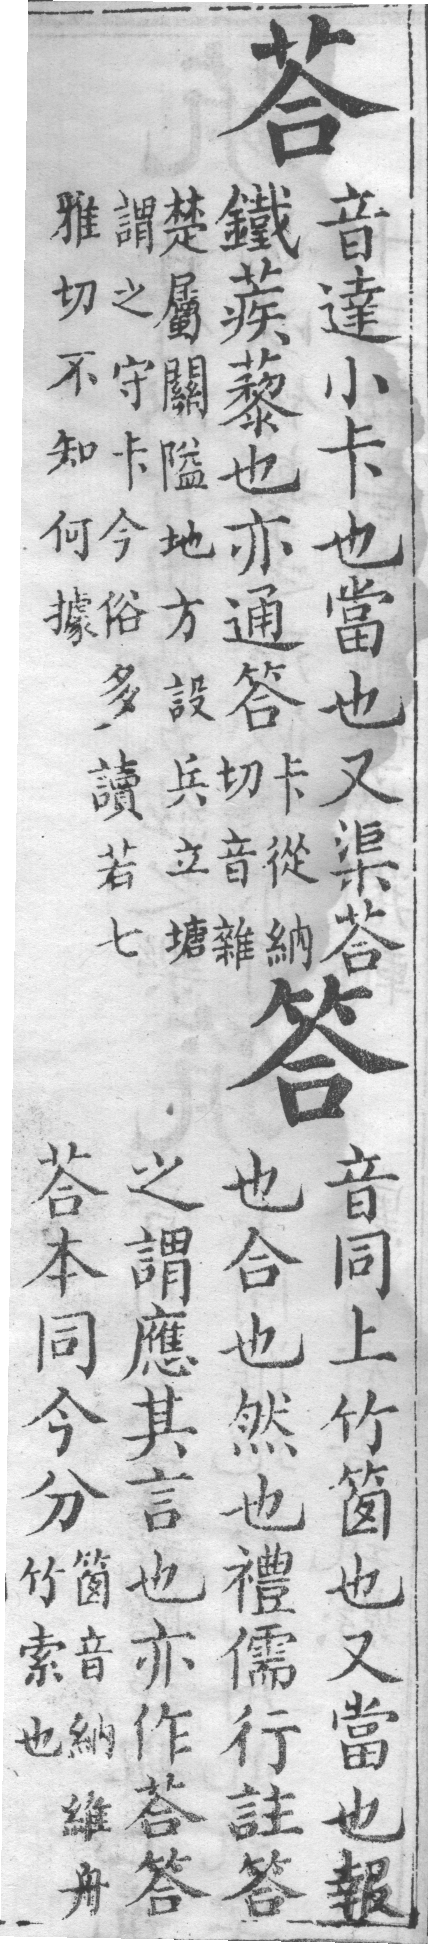 荅
音達小卡也當也又渠荅
鐵蒺藜也亦通答
卡從納
切音雜
楚屬關隘地方設兵立塘
謂之守卡今俗多讀若七
雅切不知何據
答
音同上竹也又當也報
也合也然也禮儒行註答
之謂應其言也亦作荅答
荅本同今分
音納維舟
竹索也